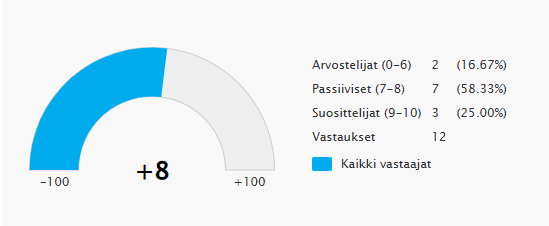 Arvostelijat (0–6) 2 (16.67%)
Passiiviset (7–8) 7 (58.33%)
Suosittelijat (9–10) 3 (25.00%)
Vastaukset 12
Kaikki vastaajat
+8
–100
+100